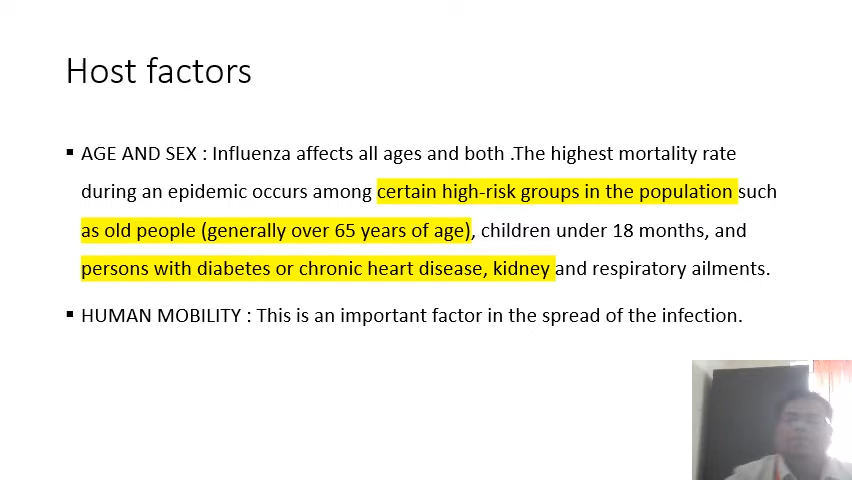 Host factors
▪ AGE AND SEX : Influenza affects all ages and both .The highest mortality rate
during an epidemic occurs among certain high-risk groups in the population such
as old people (generally over 65 years of age), children under 18 months, and
persons with diabetes or chronic heart disease, kidney and respiratory ailments.
▪ HUMAN MOBILITY : This is an important factor in the spread of the infection.